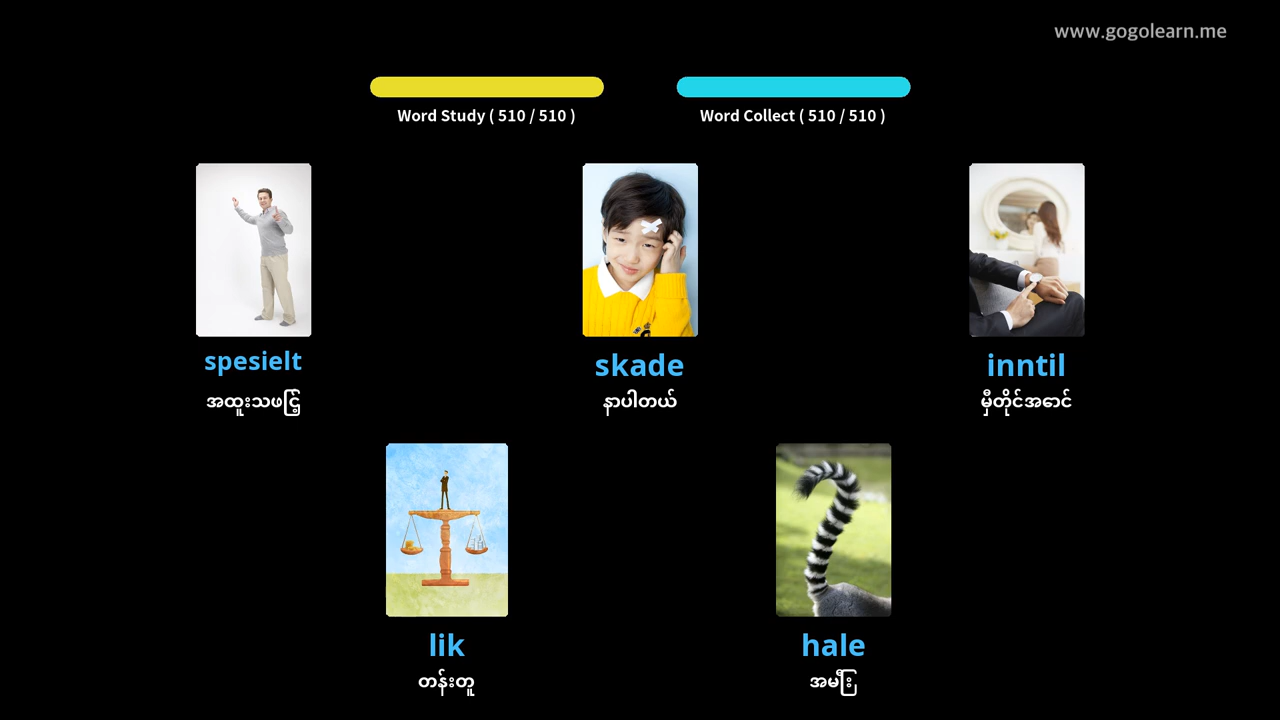 www.gogolearn.me
Word Study ( 510 / 510 )
Word Collect ( 510 / 510 )
spesielt
အထူးသဖြင့်
skade
နာပါတယ်
inntil
မှီတိုင်အောင်
lik
တန်းတူ
hale
အမြီး